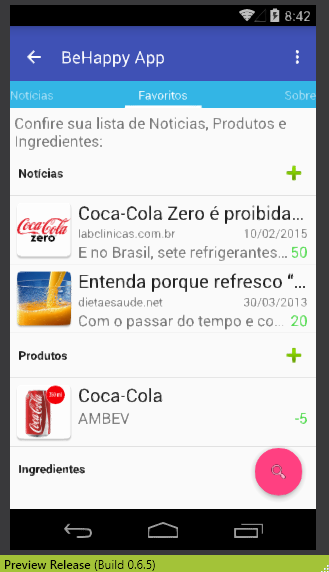 8:42
BeHappy App
Noticias Favoritos Sobre
Confire sua lista de Noticias, Produtos e
Ingredientes:
Notícias
Coca-Cola zero
Coca-Cola Zero é proibida...
labclinicas.com.br 10/02/2015
E no Brasil, sete refrigerantes... 50
Entenda porque refresco “...
dietaesaude.net 30/03/2013
Com o passar do tempo e co... 20
Produtos
Coca-Cola
AMBEV -5
Ingredientes
Preview Release (Build 0.6.5)